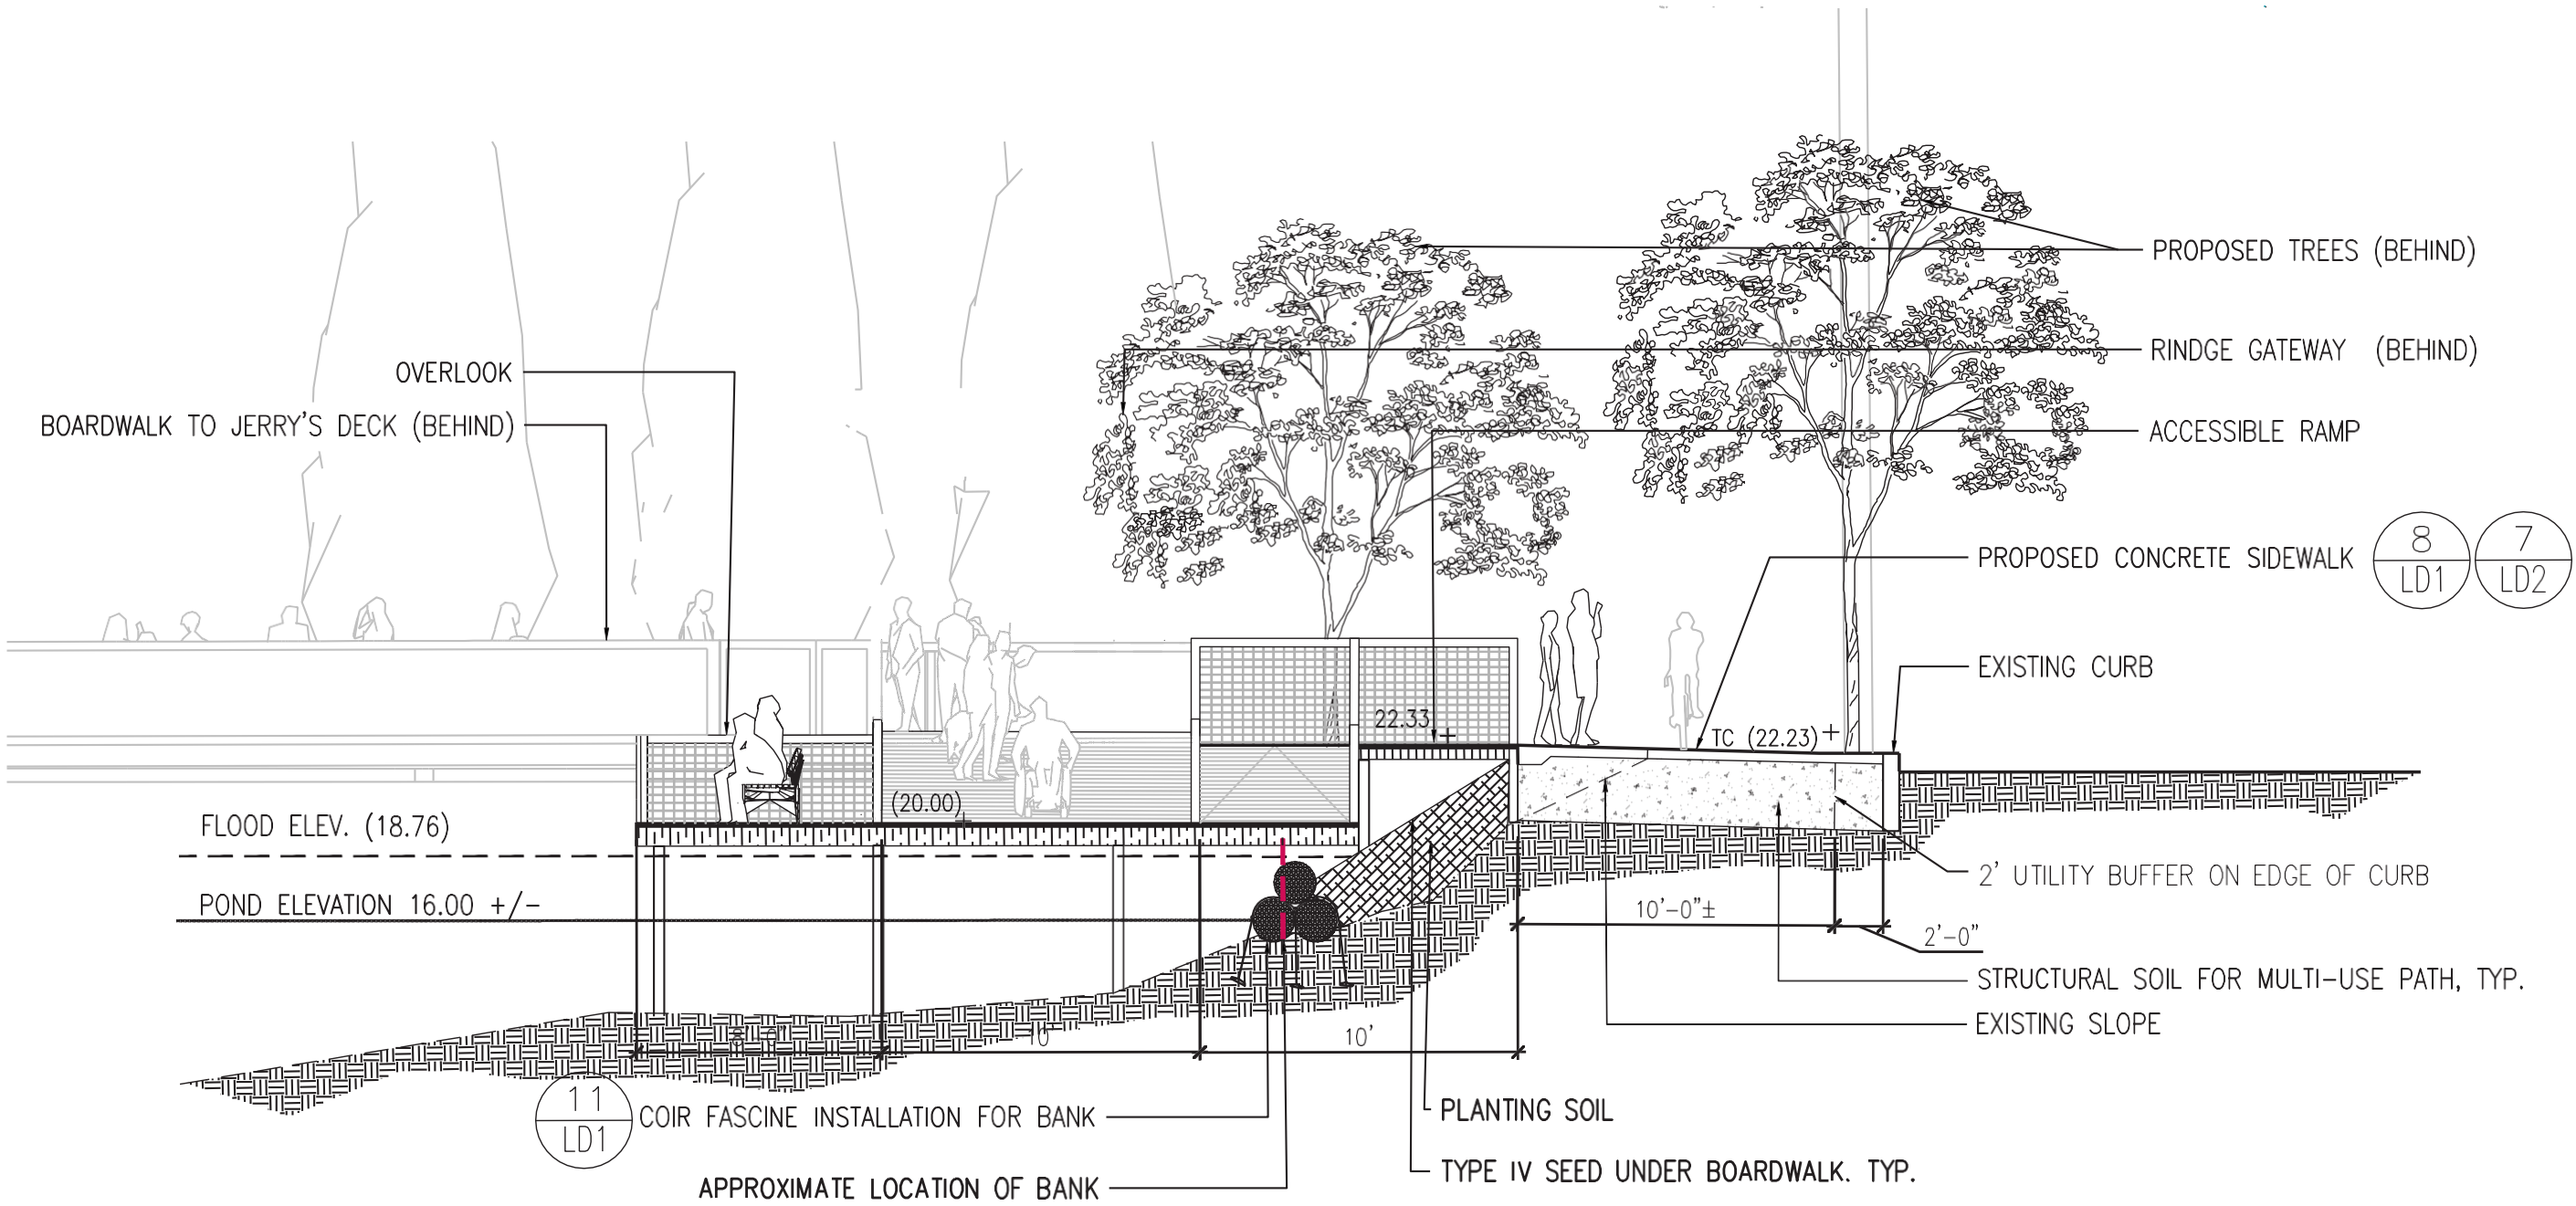 PROPOSED TREES (BEHIND)
RINDGE GATEWAY (BEHIND)
OVERLOOK
BOARDWALK TO JERRY'S DECK (BEHIND)
ACCESSIBLE RAMP
PROPOSED CONCRETE SIDEWALK
8
LD1
7
LD2
EXISTING CURB
22.33
TC (22.23)
(20.00)
FLOOD ELEV. (18.76)
POND ELEVATION 16.00 +/-
2' UTILITY BUFFER ON EDGE OF CURB
10'-0"±
2'-0"
STRUCTURAL SOIL FOR MULTI-USE PATH, TYP.
EXISTING SLOPE
10'
10'
11
LD1
COIR FASCINE INSTALLATION FOR BANK
PLANTING SOIL
TYPE IV SEED UNDER BOARDWALK. TYP.
APPROXIMATE LOCATION OF BANK